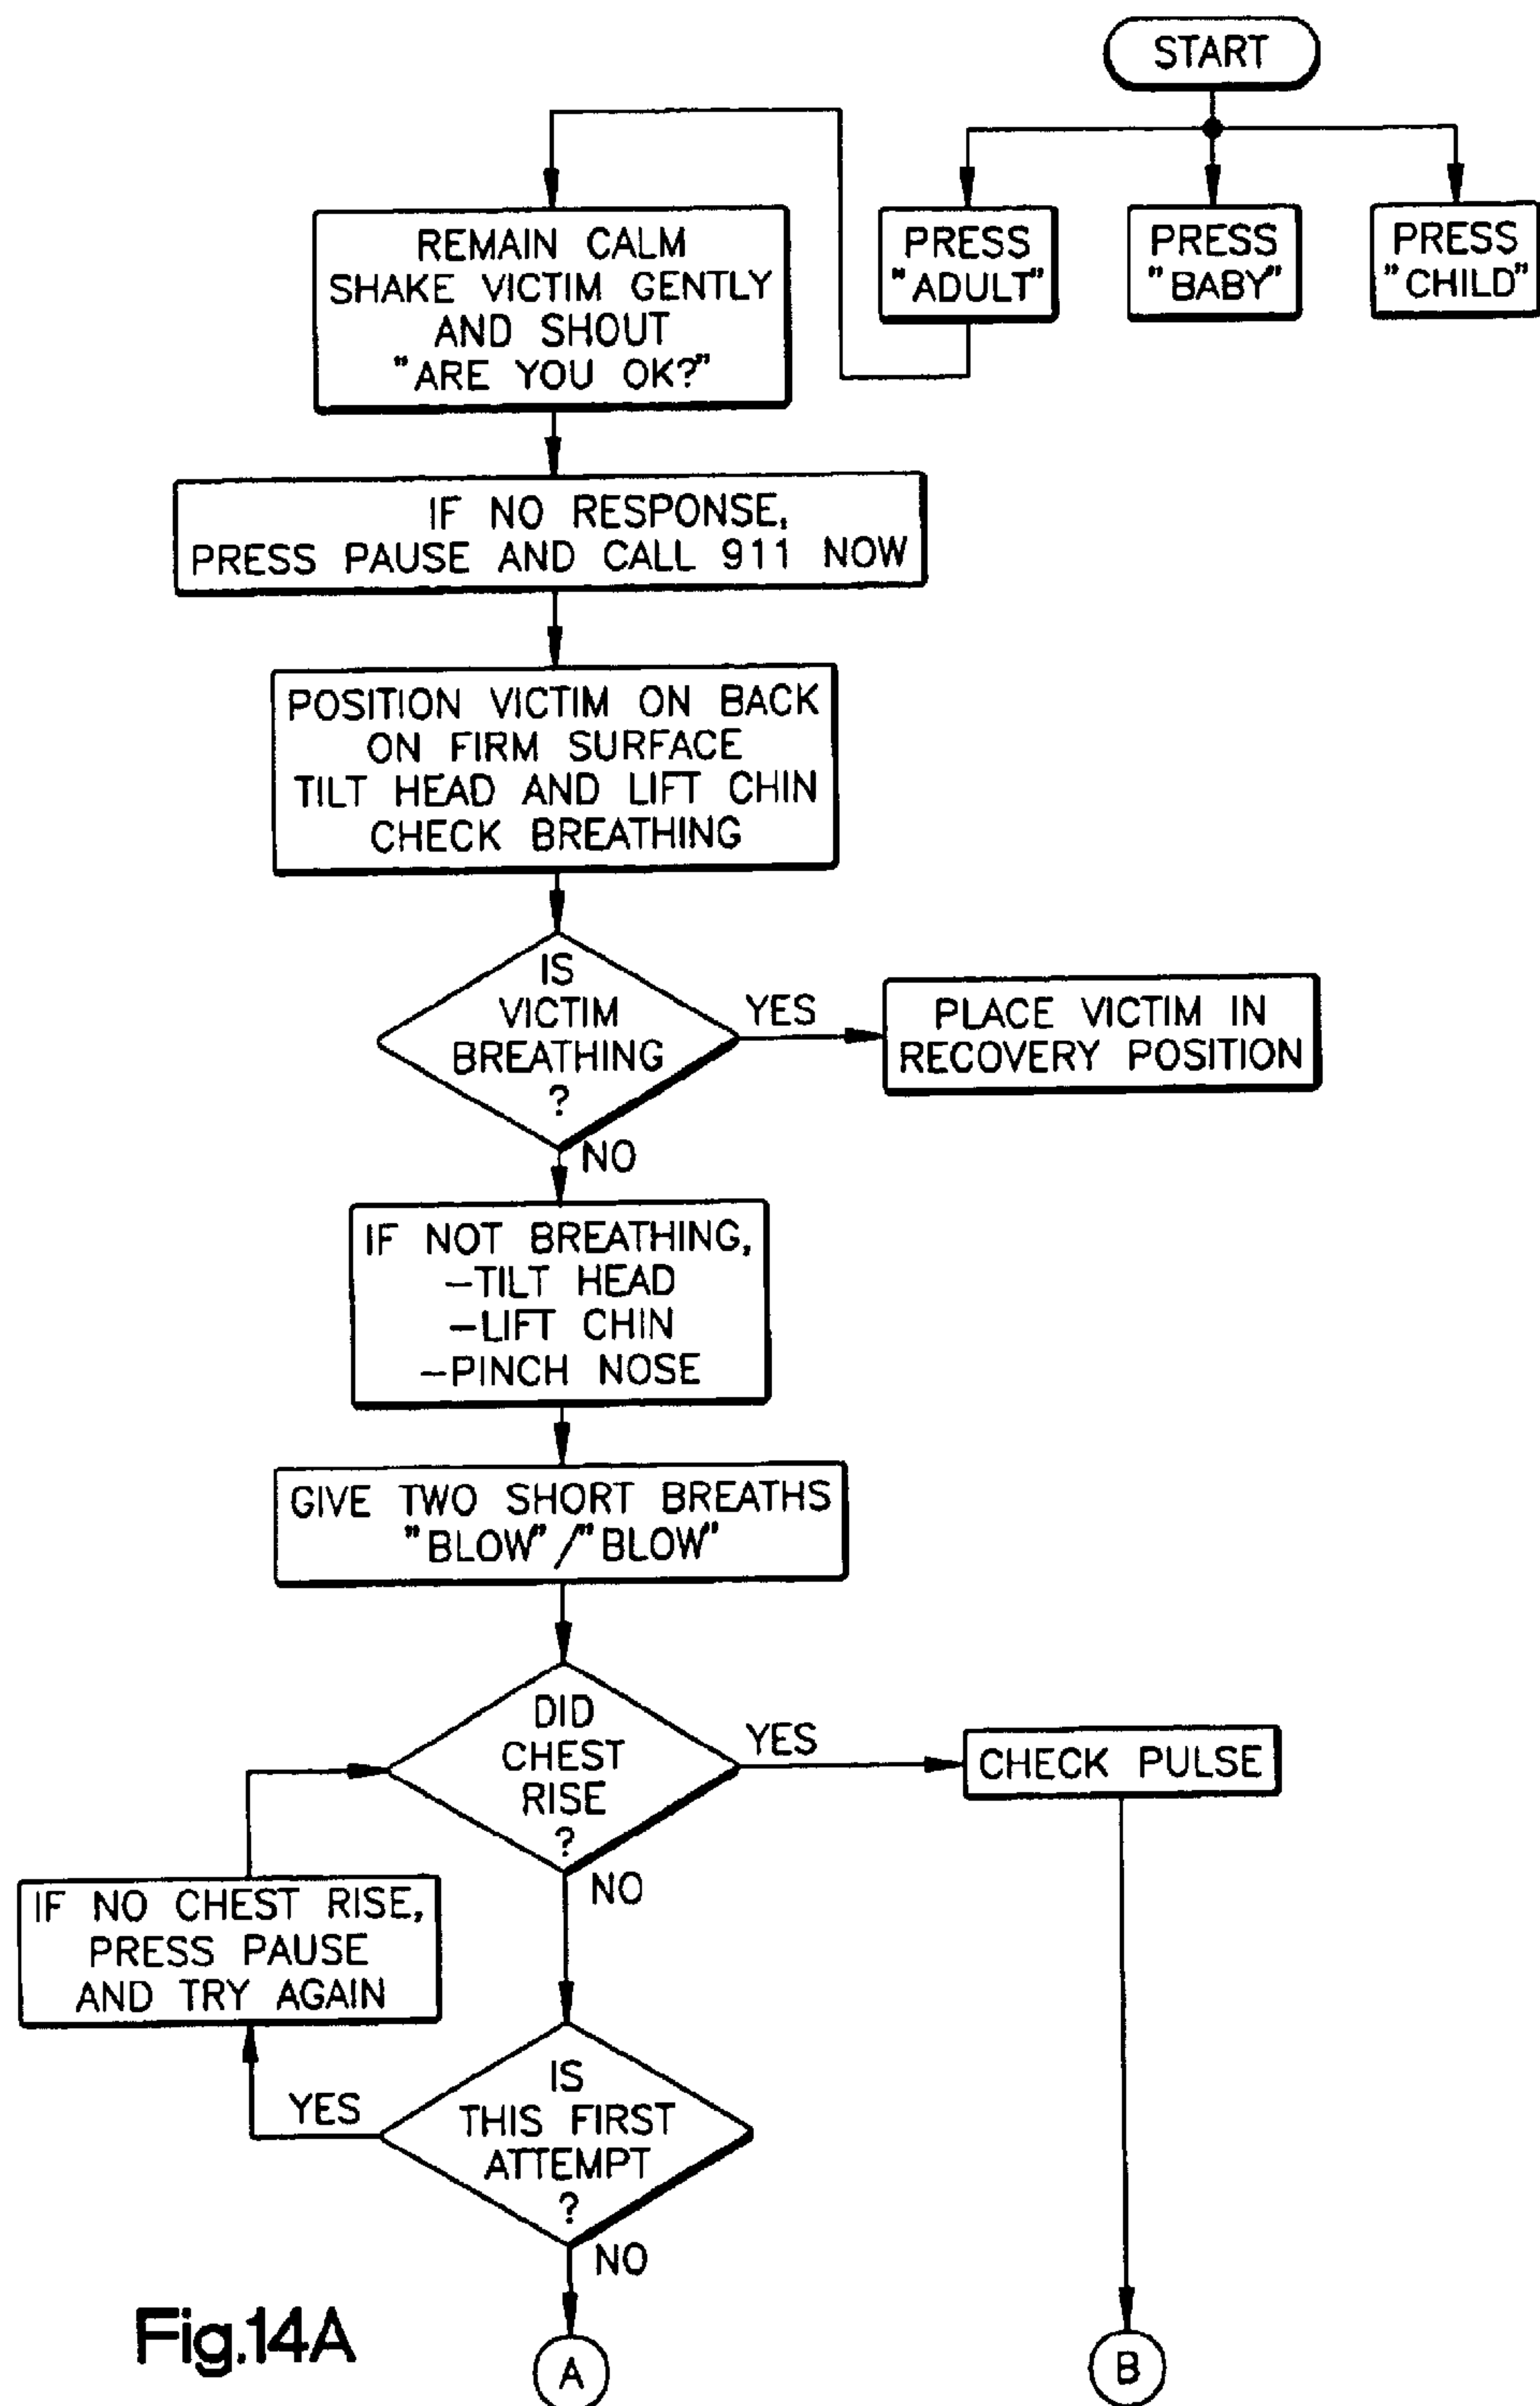 START
PRESS
"ADULT"
PRESS
"BABY"
PRESS
"CHILD"
REMAIN CALM
SHAKE VICTIM GENTLY
AND SHOUT
"ARE YOU OK?"
IF NO RESPONSE,
PRESS PAUSE AND CALL 911 NOW
POSITION VICTIM ON BACK
ON FIRM SURFACE
TILT HEAD AND LIFT CHIN
CHECK BREATHING
IS
VICTIM
BREATHING
?
YES
PLACE VICTIM IN
RECOVERY POSITION
NO
IF NOT BREATHING,
-TILT HEAD
-LIFT CHIN
-PINCH NOSE
GIVE TWO SHORT BREATHS
"BLOW"/"BLOW"
DID
CHEST
RISE
?
YES
CHECK PULSE
NO
IF NO CHEST RISE,
PRESS PAUSE
AND TRY AGAIN
IS
THIS FIRST
ATTEMPT
?
YES
NO
A
B
Fig.14A